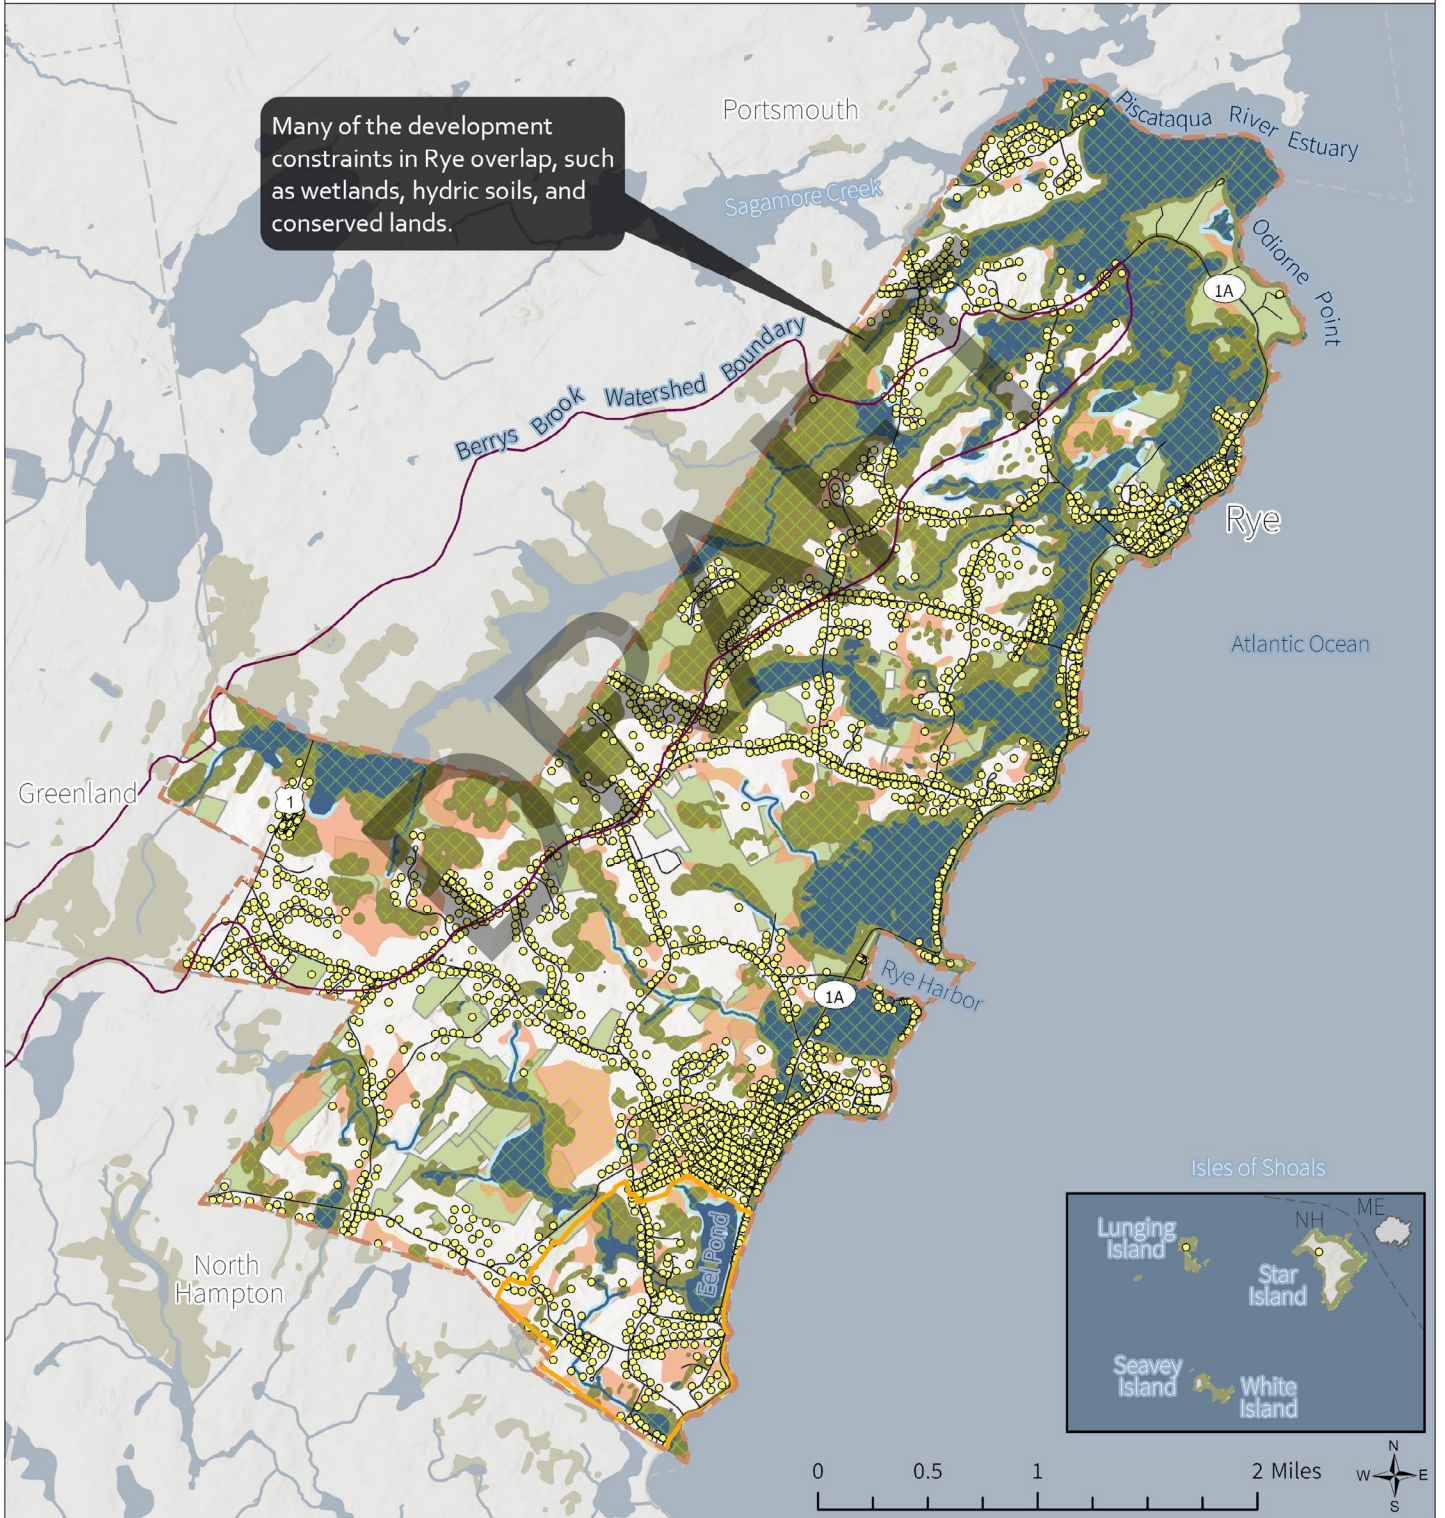 Many of the development
constraints in Rye overlap, such
as wetlands, hydric soils, and
conserved lands.
Portsmouth
Piscataqua River Estuary
Sagamore Creek
Odiorne Point
1A
Berrys Brook Watershed Boundary
Rye
DRAFT
Atlantic Ocean
Greenland
1
Rye Harbor
1A
Isles of Shoals
Eel Pond
North
Hampton
Lunging
Island
NH
ME
Star
Island
Seavey
Island
White
Island
0 0.5 1 2 Miles
N
W E
S